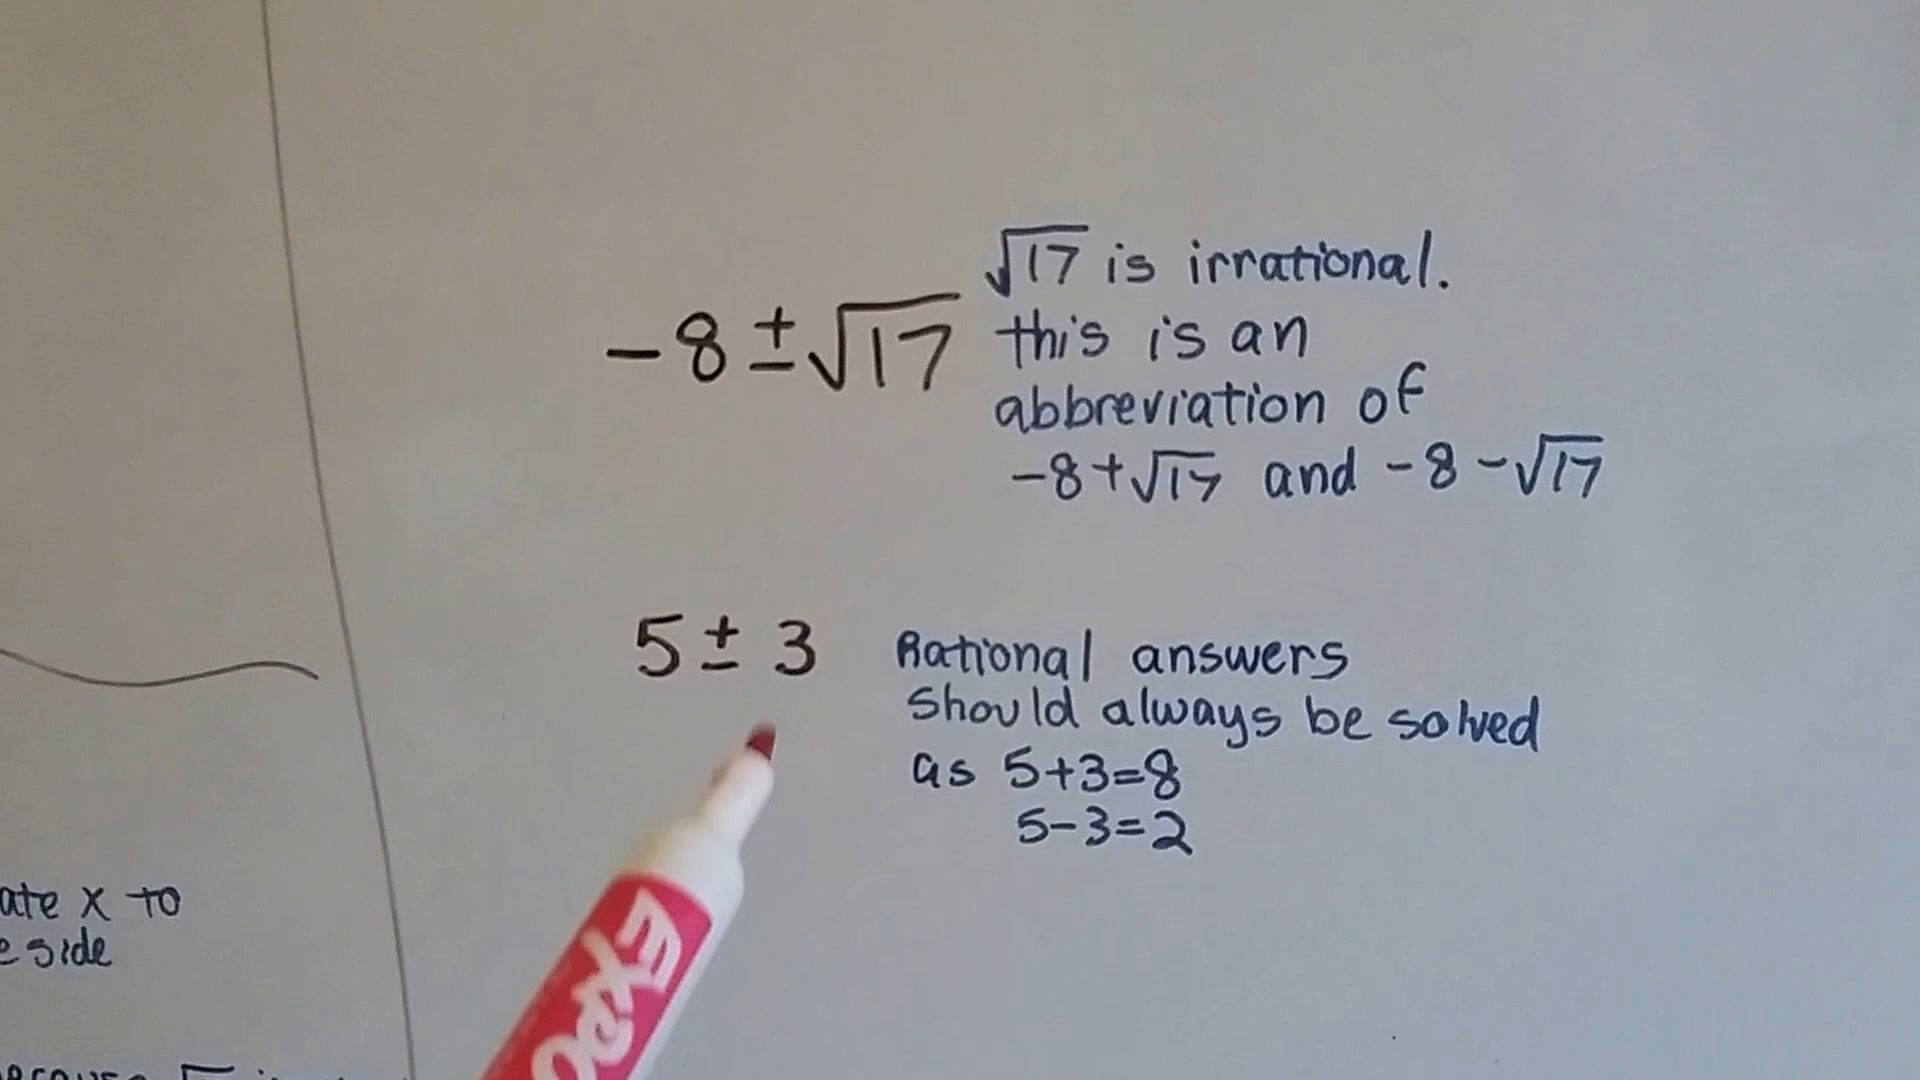 √17 is irrational.
-8 ± √17 this is an
abbreviation of
-8+√17 and -8-√17
5 ± 3 Rational answers
should always be solved
as 5+3=8
5-3=2
ate x to
e side
EXPO